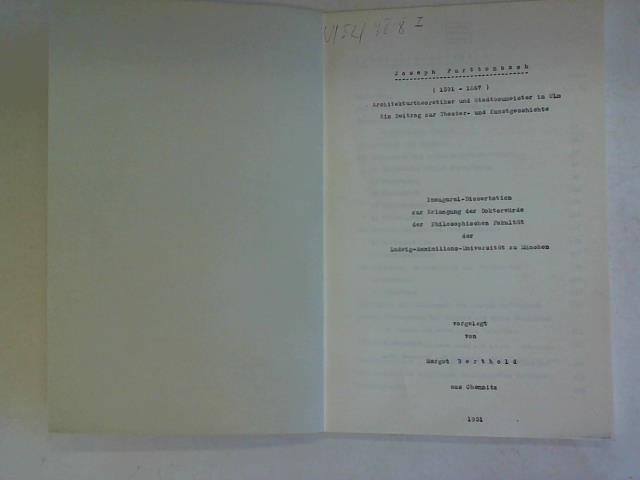 Joseph Furttenbach
( 1591 - 1667 )
Architekturtheoretiker und Stadtbaumeister in Ulm
Ein Beitrag zur Theater- und Kunstgeschichte
Inaugural-Dissertation
zur Erlangung der Doktorwürde
der Philosophischen Fakultät
der
Ludwig-Maximilians-Universität zu München
vorgelegt
von
Margot Berthold
aus Chemnitz
1951